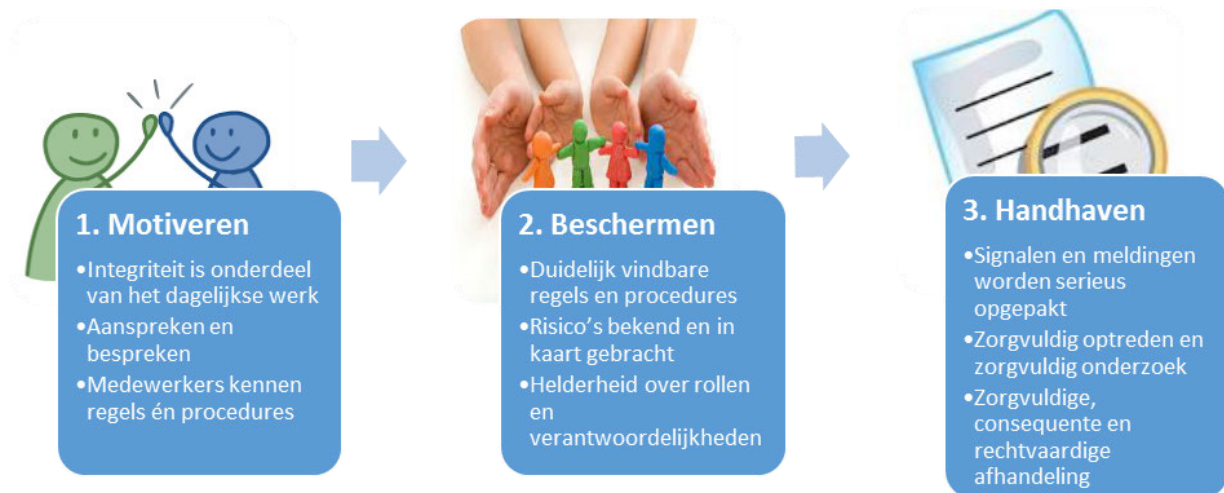 1. Motiveren
•Integriteit is onderdeel
van het dagelijkse werk
•Aanspreken en
bespreken
•Medewerkers kennen
regels én procedures
2. Beschermen
•Duidelijk vindbare
regels en procedures
•Risico's bekend en in
kaart gebracht
•Helderheid over rollen
en
verantwoordelijkheden
3. Handhaven
•Signalen en meldingen
worden serieus
opgepakt
•Zorgvuldig optreden en
zorgvuldig onderzoek
•Zorgvuldige,
consequente en
rechtvaardige
afhandeling